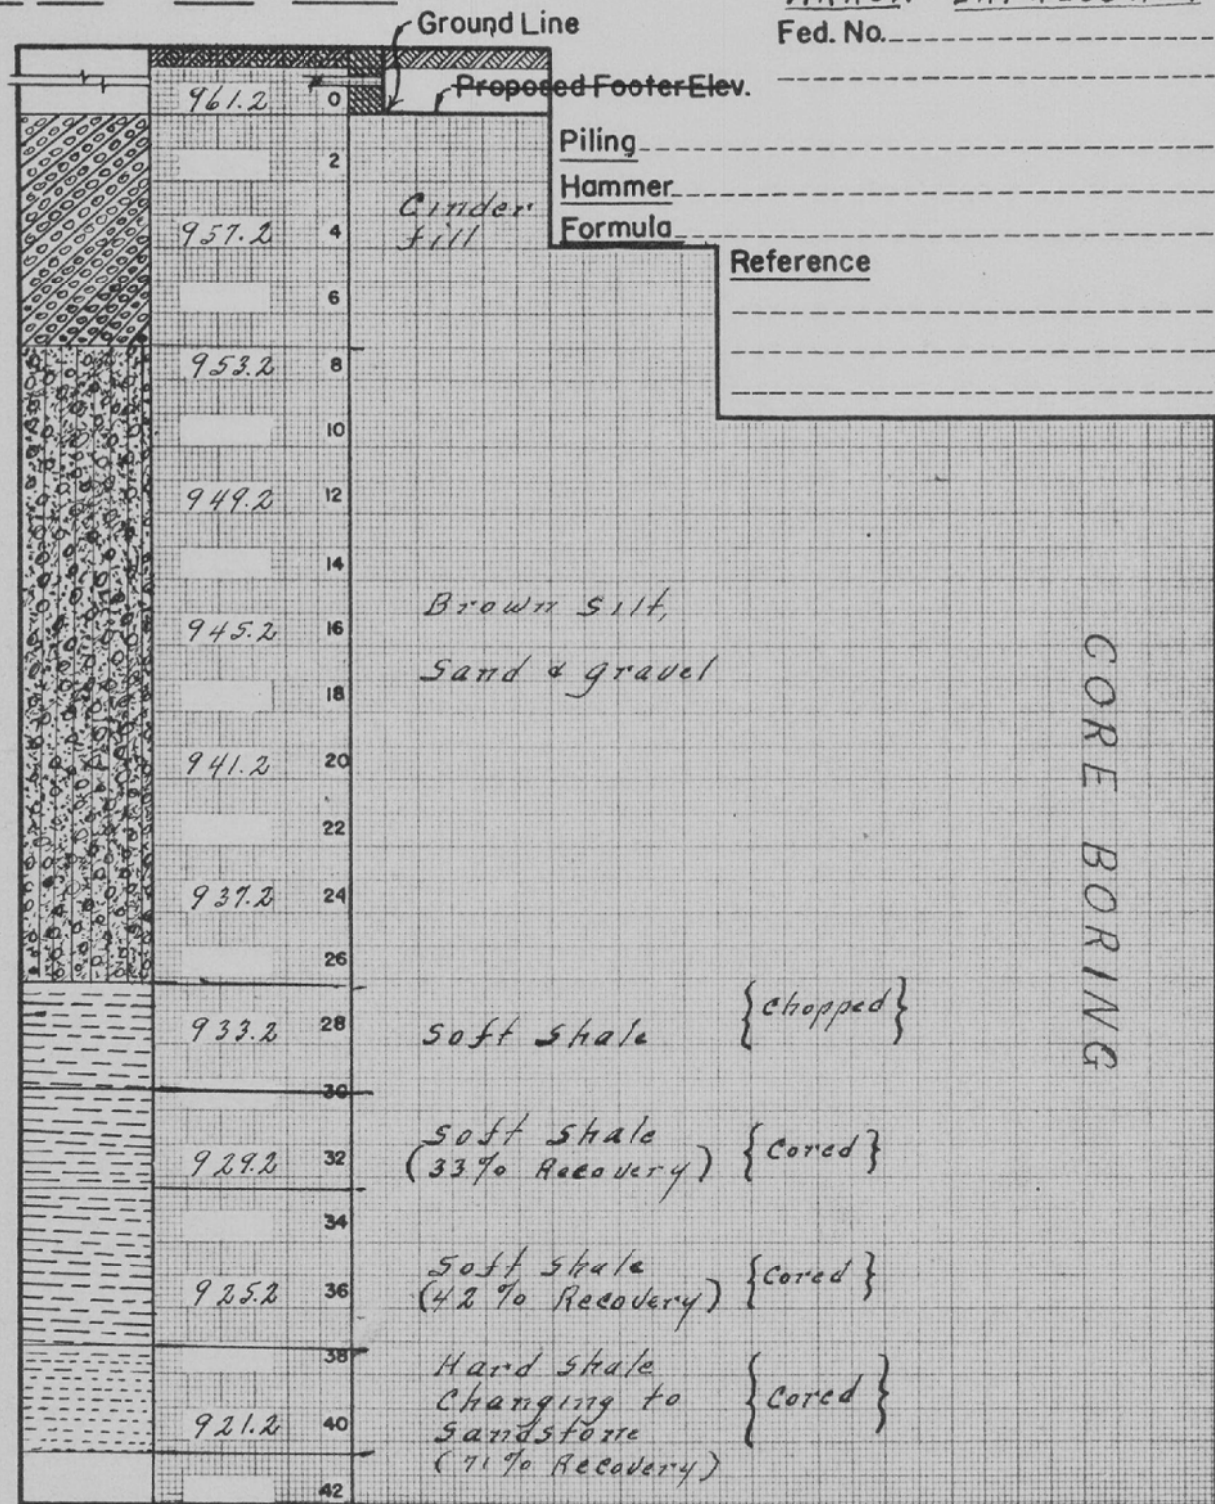 Ground Line
Fed. No.
Proposed Footer Elev.
961.2 0
Piling
2
Hammer
Cinder
957.2 4 fill
Formula
Reference
6
953.2 8
10
949.2 12
14
Brown silt,
945.2 16
Sand & gravel
18
941.2 20
22
937.2 24
26
933.2 28 Soft shale {Chopped}
30
Soft shale
929.2 32 (33% Recovery) {Cored}
34
Soft shale
925.2 36 (42% Recovery) {Cored}
38
Hard shale
Changing to {Cored}
921.2 40 Sandstone
(71% Recovery)
42
CORE BORING